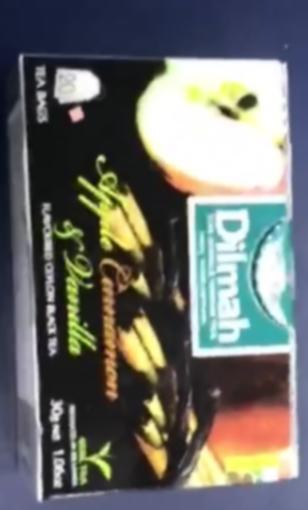 Dilmah
Apple Cinnamon
& Vanilla
FLAVOURED CEYLON BLACK TEA
20
TEA BAGS
30g NET 1.06oz